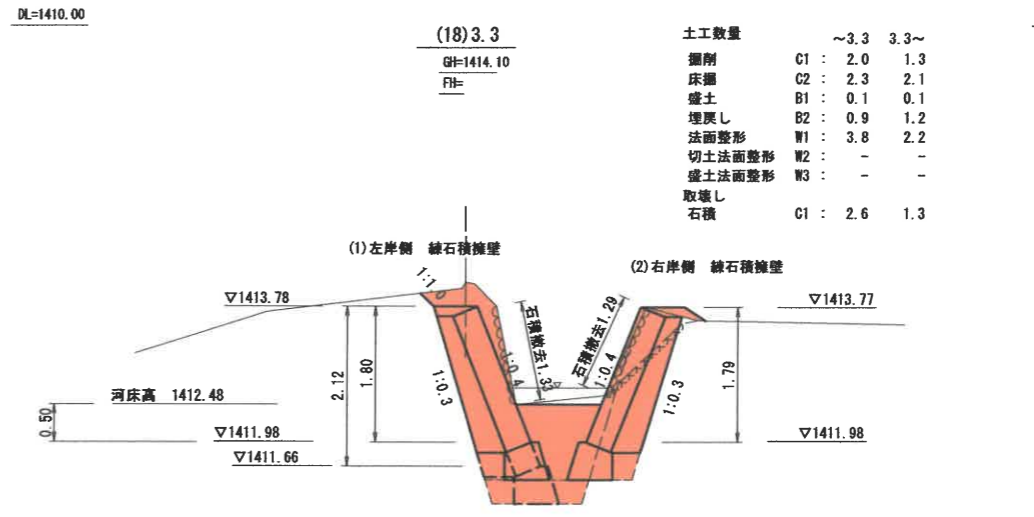 DL=1410.00
(18)3.3
GH=1414.10
FH=
土工数量 ～3.3 3.3～
掘削 C1 : 2.0 1.3
床掘 C2 : 2.3 2.1
盛土 B1 : 0.1 0.1
埋戻し B2 : 0.9 1.2
法面整形 W1 : 3.8 2.2
切土法面整形 W2 : - -
盛土法面整形 W3 : - -
取壊し
石積 C1 : 2.6 1.3
(1)左岸側 練石積擁壁
(2)右岸側 練石積擁壁
1:1.0
▽1413.78
▽1413.77
石積撤去1.33
石積撤去1.29
1:0.4
1:0.4
2.12
1.80
1:0.3
1:0.3
1.79
河床高 1412.48
0.50
▽1411.98
▽1411.98
▽1411.66